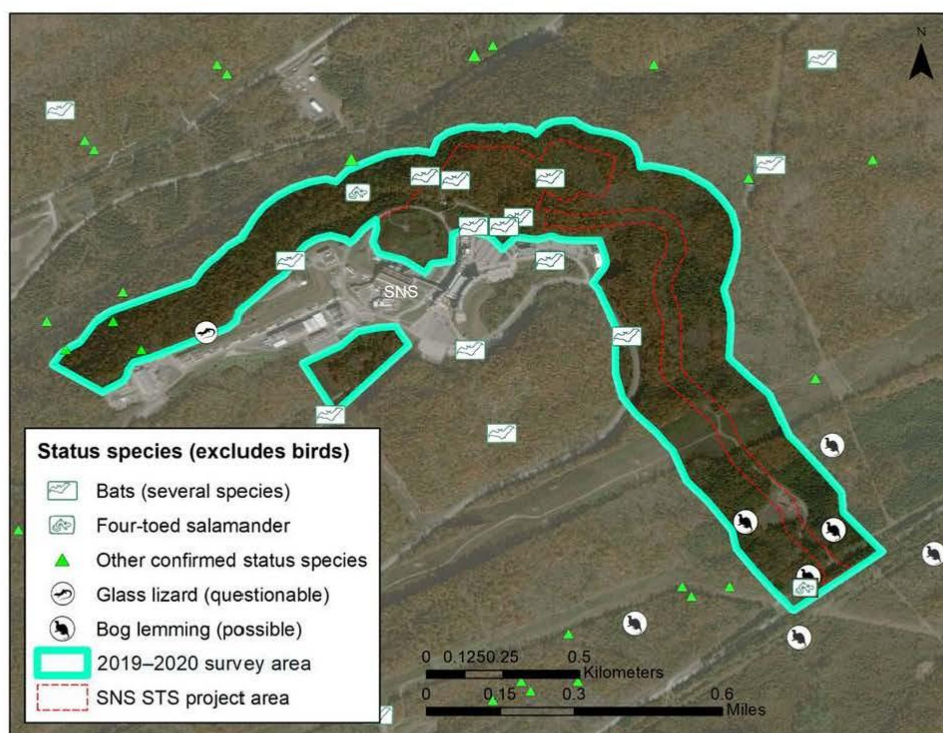 N
SNS
Status species (excludes birds)
Bats (several species)
Four-toed salamander
Other confirmed status species
Glass lizard (questionable)
Bog lemming (possible)
2019–2020 survey area
SNS STS project area
0 0.125 0.25 0.5
Kilometers
0 0.15 0.3 0.6
Miles